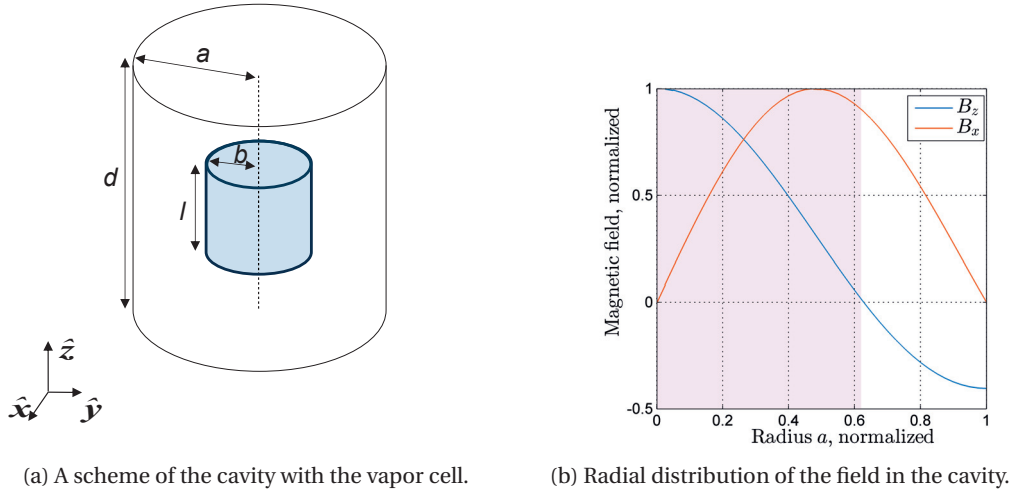 a
b
d
l
ẑ
x̂
ŷ
Magnetic field, normalized
1
0.5
0
-0.5
B_z
B_x
0
0.2
0.4
0.6
0.8
1
Radius a, normalized
(a) A scheme of the cavity with the vapor cell.
(b) Radial distribution of the field in the cavity.